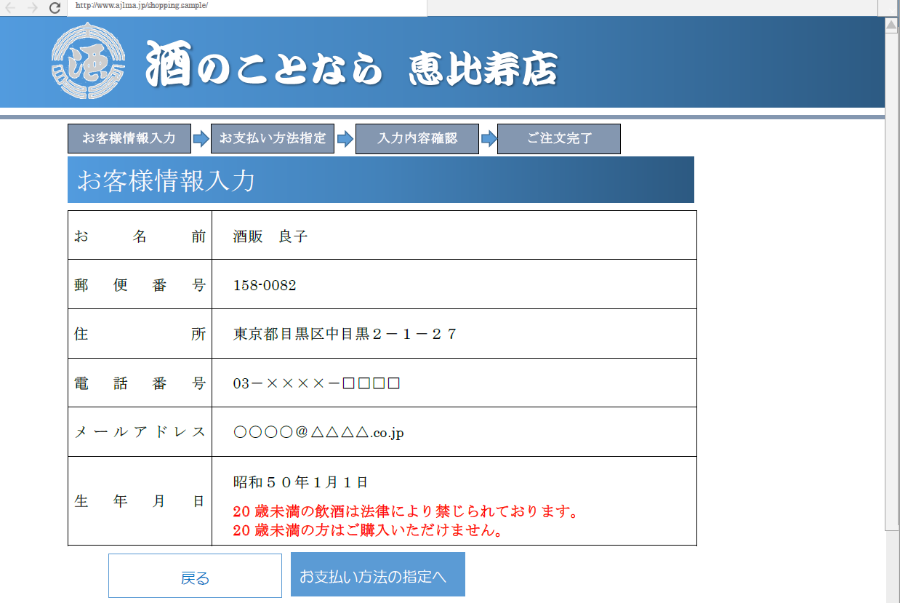 http://www.ajlma.jp/shopping.sample/
酒
酒のことなら 恵比寿店
お客様情報入力 お支払い方法指定 入力内容確認 ご注文完了
お客様情報入力
お名前 酒販 良子
郵便番号 158-0082
住所 東京都目黒区中目黒2－1－27
電話番号 03－××××－□□□□
メールアドレス 〇〇〇〇@△△△△.co.jp
生年月日 昭和50年1月1日
20歳未満の飲酒は法律により禁じられております。
20歳未満の方はご購入いただけません。
戻る お支払い方法の指定へ